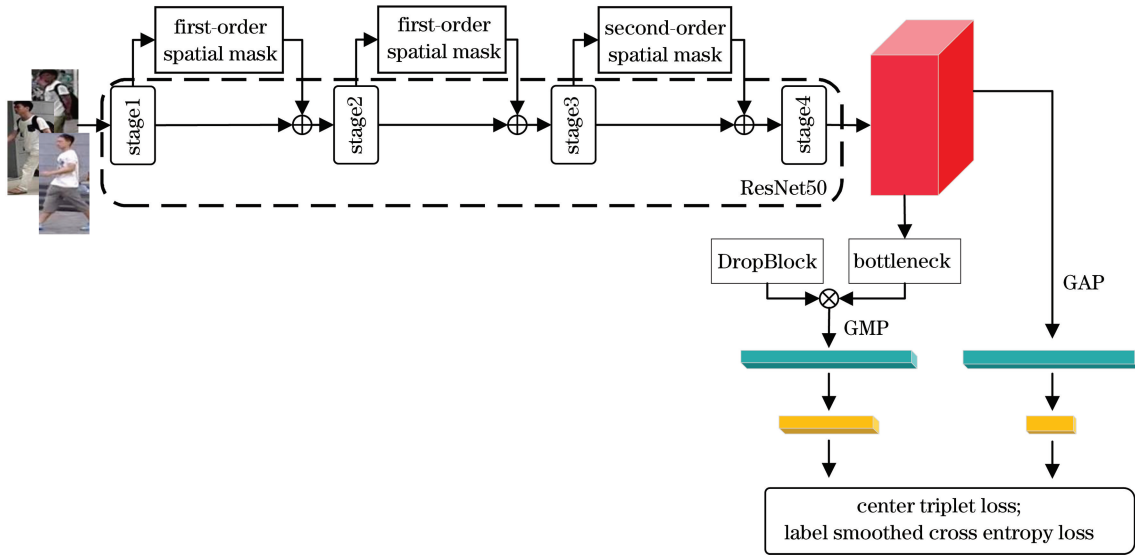 first-order
spatial mask
first-order
spatial mask
second-order
spatial mask
stage1
stage2
stage3
stage4
ResNet50
DropBlock
bottleneck
GAP
GMP
center triplet loss;
label smoothed cross entropy loss